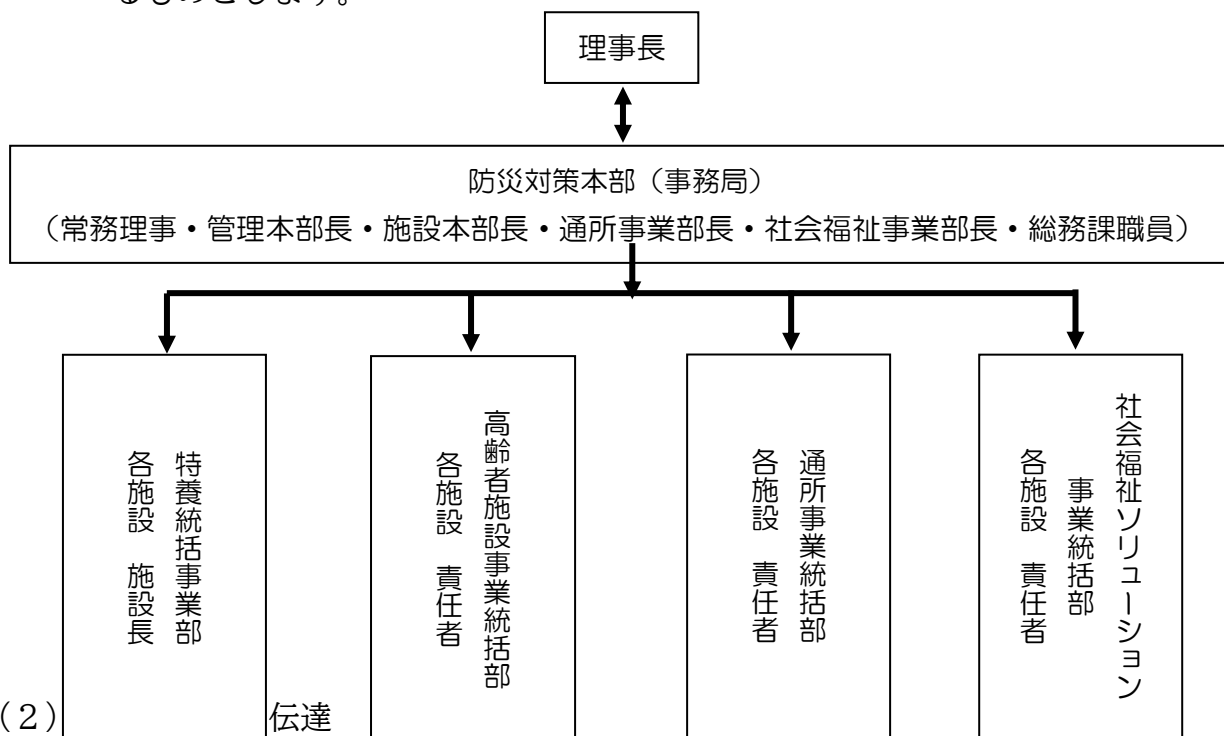 るものとします。
理事長
防災対策本部（事務局）
（常務理事・管理本部長・施設本部長・通所事業部長・社会福祉事業部長・総務課職員）
特養統括事業部
各施設　施設長
高齢者施設事業統括部
各施設　責任者
通所事業統括部
各施設　責任者
社会福祉ソリューション
事業統括部
各施設　責任者
（２）
伝達